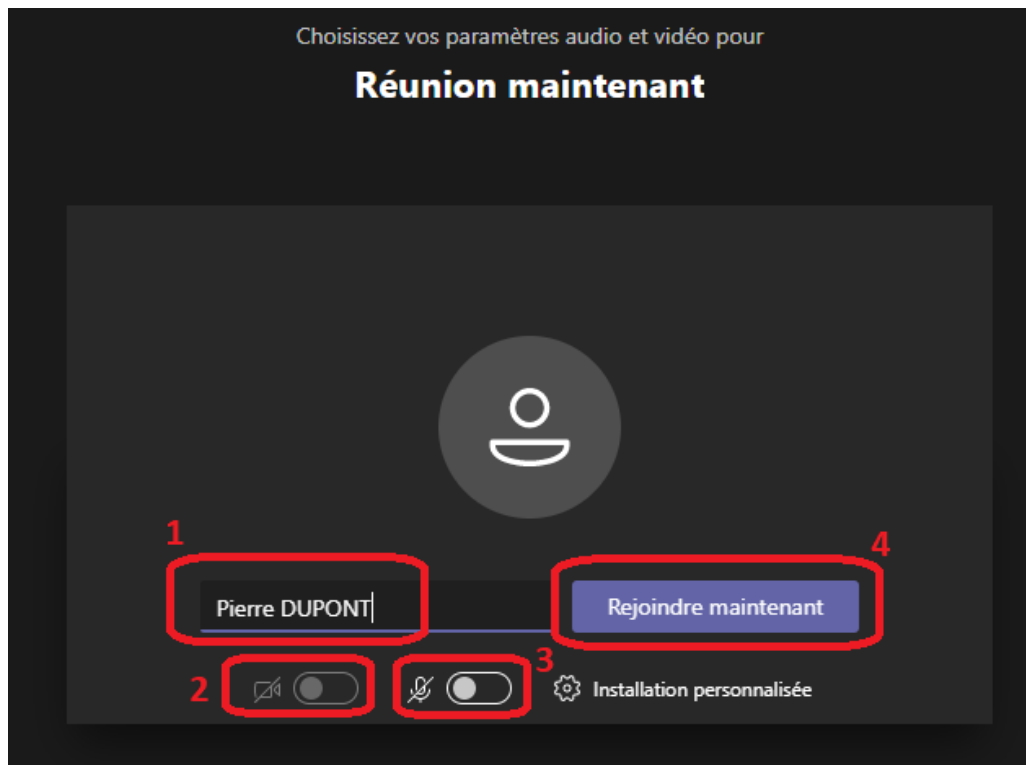 Choisissez vos paramètres audio et vidéo pour
Réunion maintenant
1
4
Pierre DUPONT
Rejoindre maintenant
2
3
Installation personnalisée